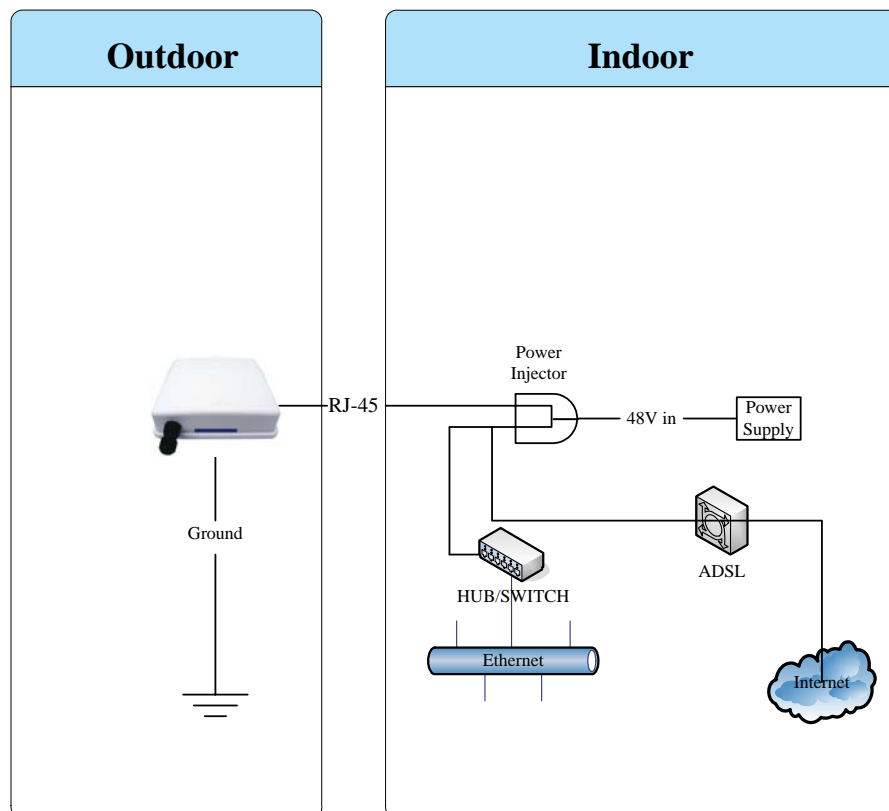 Outdoor
Indoor
Power
Injector
RJ-45
48V in
Power
Supply
Ground
ADSL
HUB/SWITCH
Ethernet
Internet